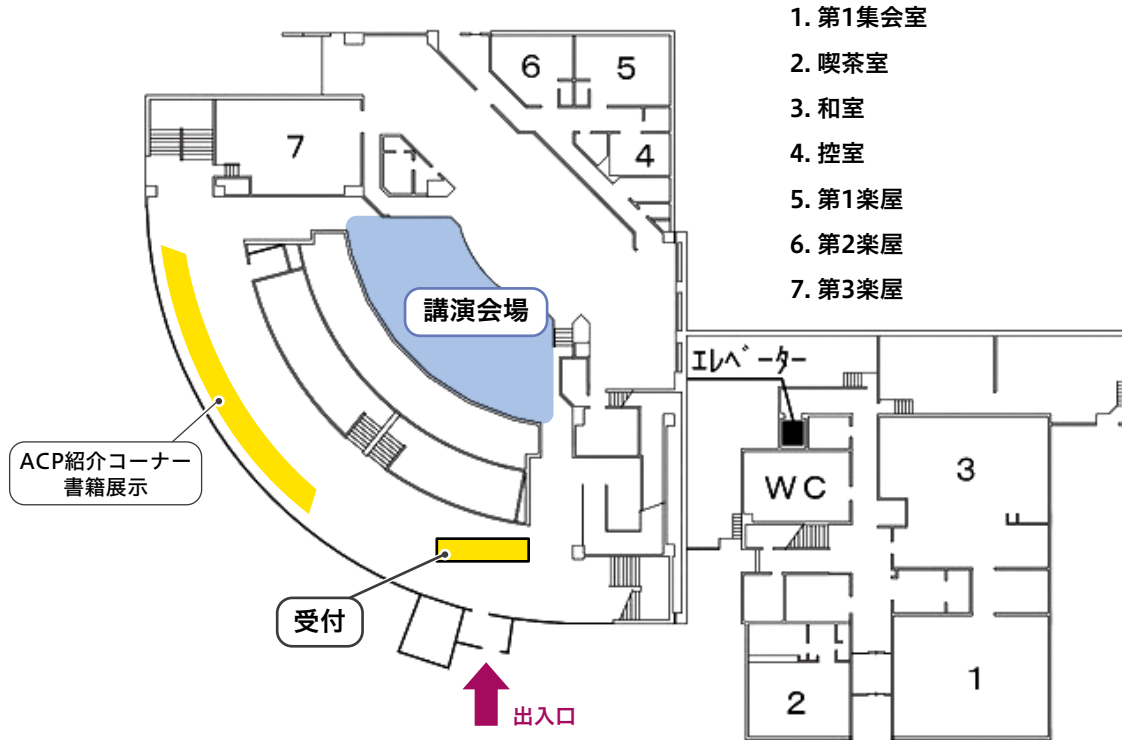 1. 第1集会室
2. 喫茶室
3. 和室
4. 控室
5. 第1楽屋
6. 第2楽屋
7. 第3楽屋
6
5
7
4
講演会場
エレベーター
ACP紹介コーナー
書籍展示
WC
3
受付
出入口
2
1